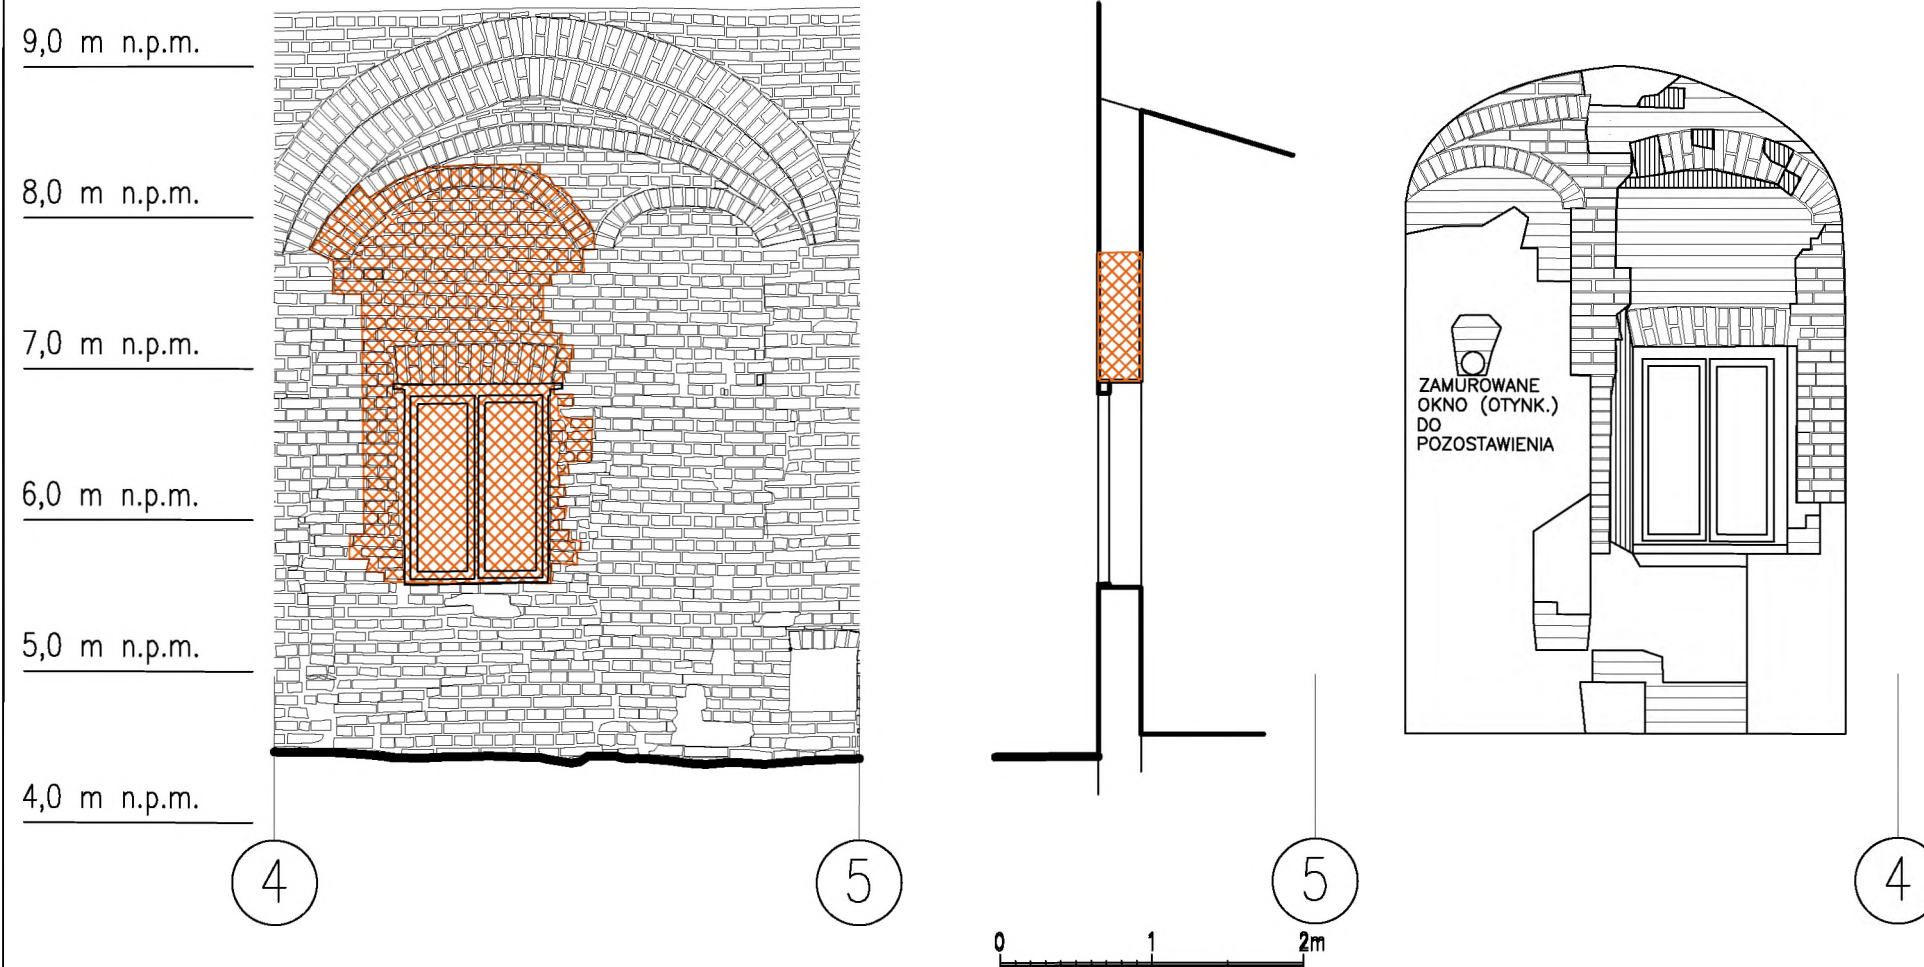 9,0 m n.p.m.
8,0 m n.p.m.
7,0 m n.p.m.
6,0 m n.p.m.
5,0 m n.p.m.
4,0 m n.p.m.
ZAMUROWANE
OKNO (OTYNK.)
DO
POZOSTAWIENIA
4
5
5
4
0 1 2m